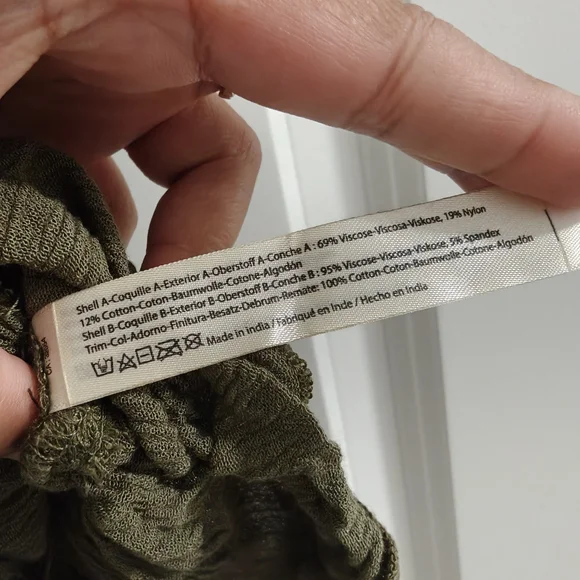 Shell A-Coquille A-Exterior A-Oberstoff A-Conche A : 69% Viscose-Viscosa-Viskose, 19% Nylon
12% Cotton-Coton-Baumwolle-Cotone-Algodón
Shell B-Coquille B-Exterior B-Oberstoff B-Conche B : 95% Viscose-Viscosa-Viskose, 5% Spandex
Trim-Col-Adorno-Finitura-Besatz-Debrum-Remate: 100% Cotton-Coton-Baumwolle-Cotone-Algodón
Made in india / Fabriqué en Inde / Hecho en india